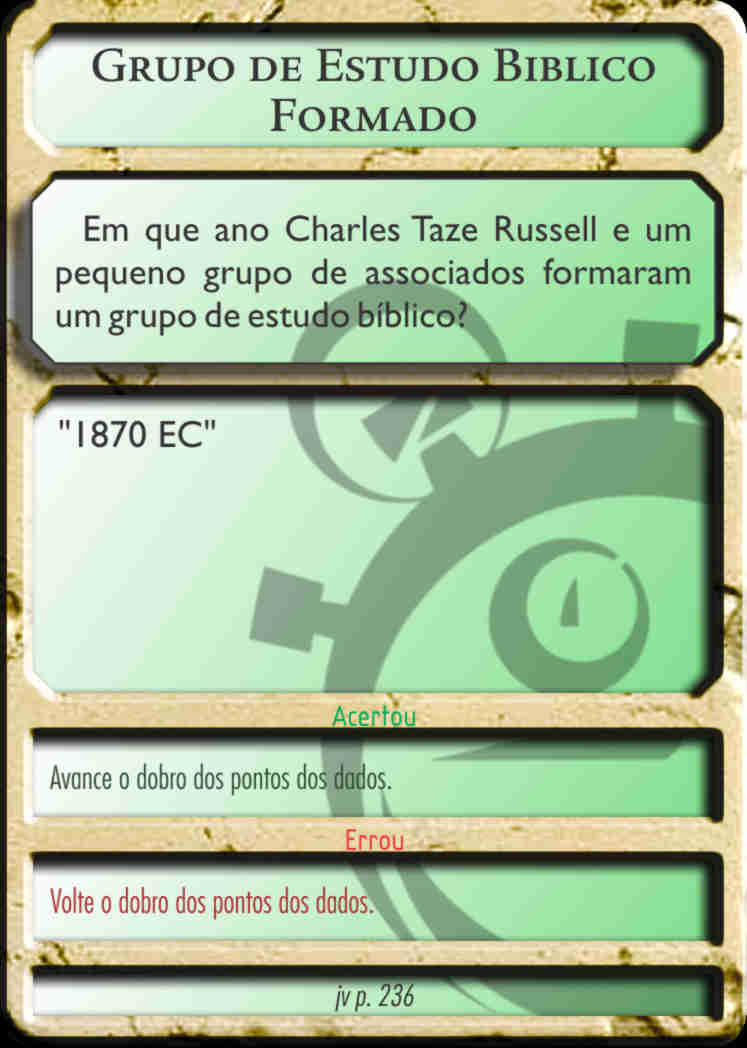 Grupo de Estudo Biblico
Formado
Em que ano Charles Taze Russell e um
pequeno grupo de associados formaram
um grupo de estudo bíblico?
"1870 EC"
Acertou
Avance o dobro dos pontos dos dados.
Errou
Volte o dobro dos pontos dos dados.
jv p. 236